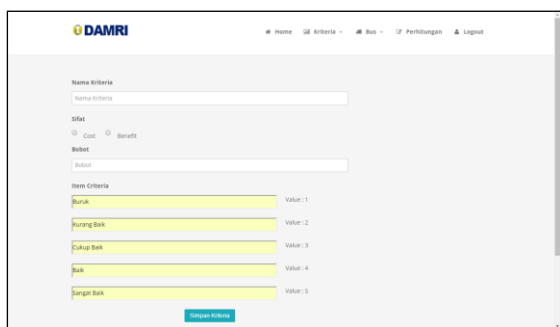 DAMRI
Home Kriteria Bus Perhitungan Logout
Nama Kriteria
Nama Kriteria
Sifat
Cost Benefit
Bobot
Bobot
Item Criteria
Buruk Value : 1
Kurang Baik Value : 2
Cukup Baik Value : 3
Baik Value : 4
Sangat Baik Value : 5
Simpan Kriteria